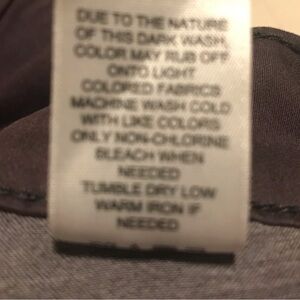 DUE TO THE NATURE
OF THIS DARK WASH,
COLOR MAY RUB OFF
ONTO LIGHT
COLORED FABRICS
MACHINE WASH COLD
WITH LIKE COLORS
ONLY NON-CHLORINE
BLEACH WHEN
NEEDED
TUMBLE DRY LOW
WARM IRON IF
NEEDED